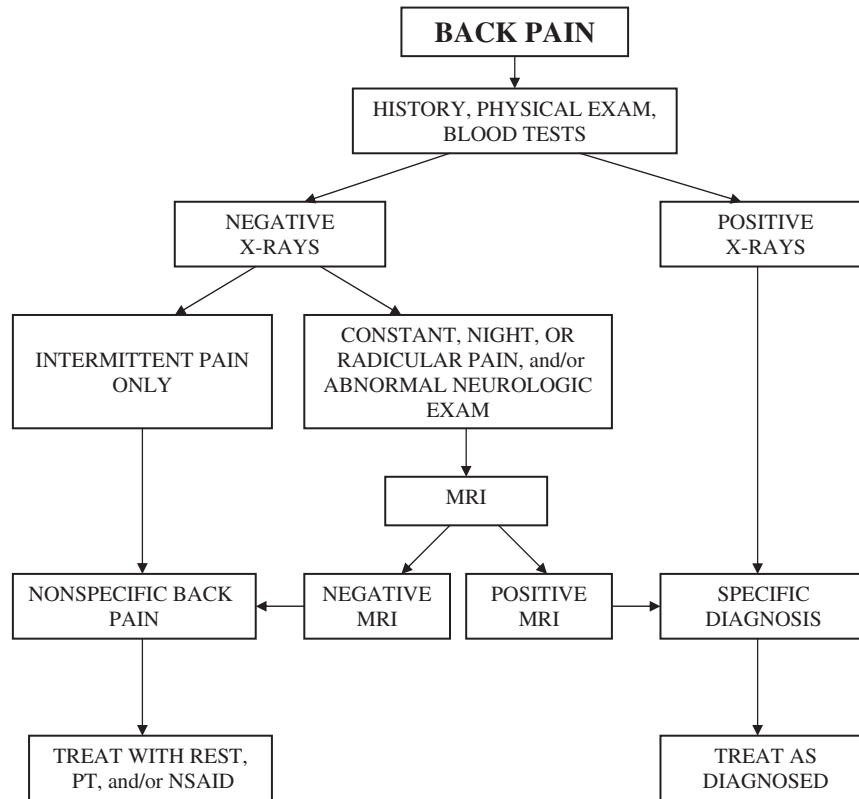 BACK PAIN
HISTORY, PHYSICAL EXAM,
BLOOD TESTS
NEGATIVE
X-RAYS
POSITIVE
X-RAYS
INTERMITTENT PAIN
ONLY
CONSTANT, NIGHT, OR
RADICULAR PAIN, and/or
ABNORMAL NEUROLOGIC
EXAM
MRI
NONSPECIFIC BACK
PAIN
NEGATIVE
MRI
POSITIVE
MRI
SPECIFIC
DIAGNOSIS
TREAT WITH REST,
PT, and/or NSAID
TREAT AS
DIAGNOSED